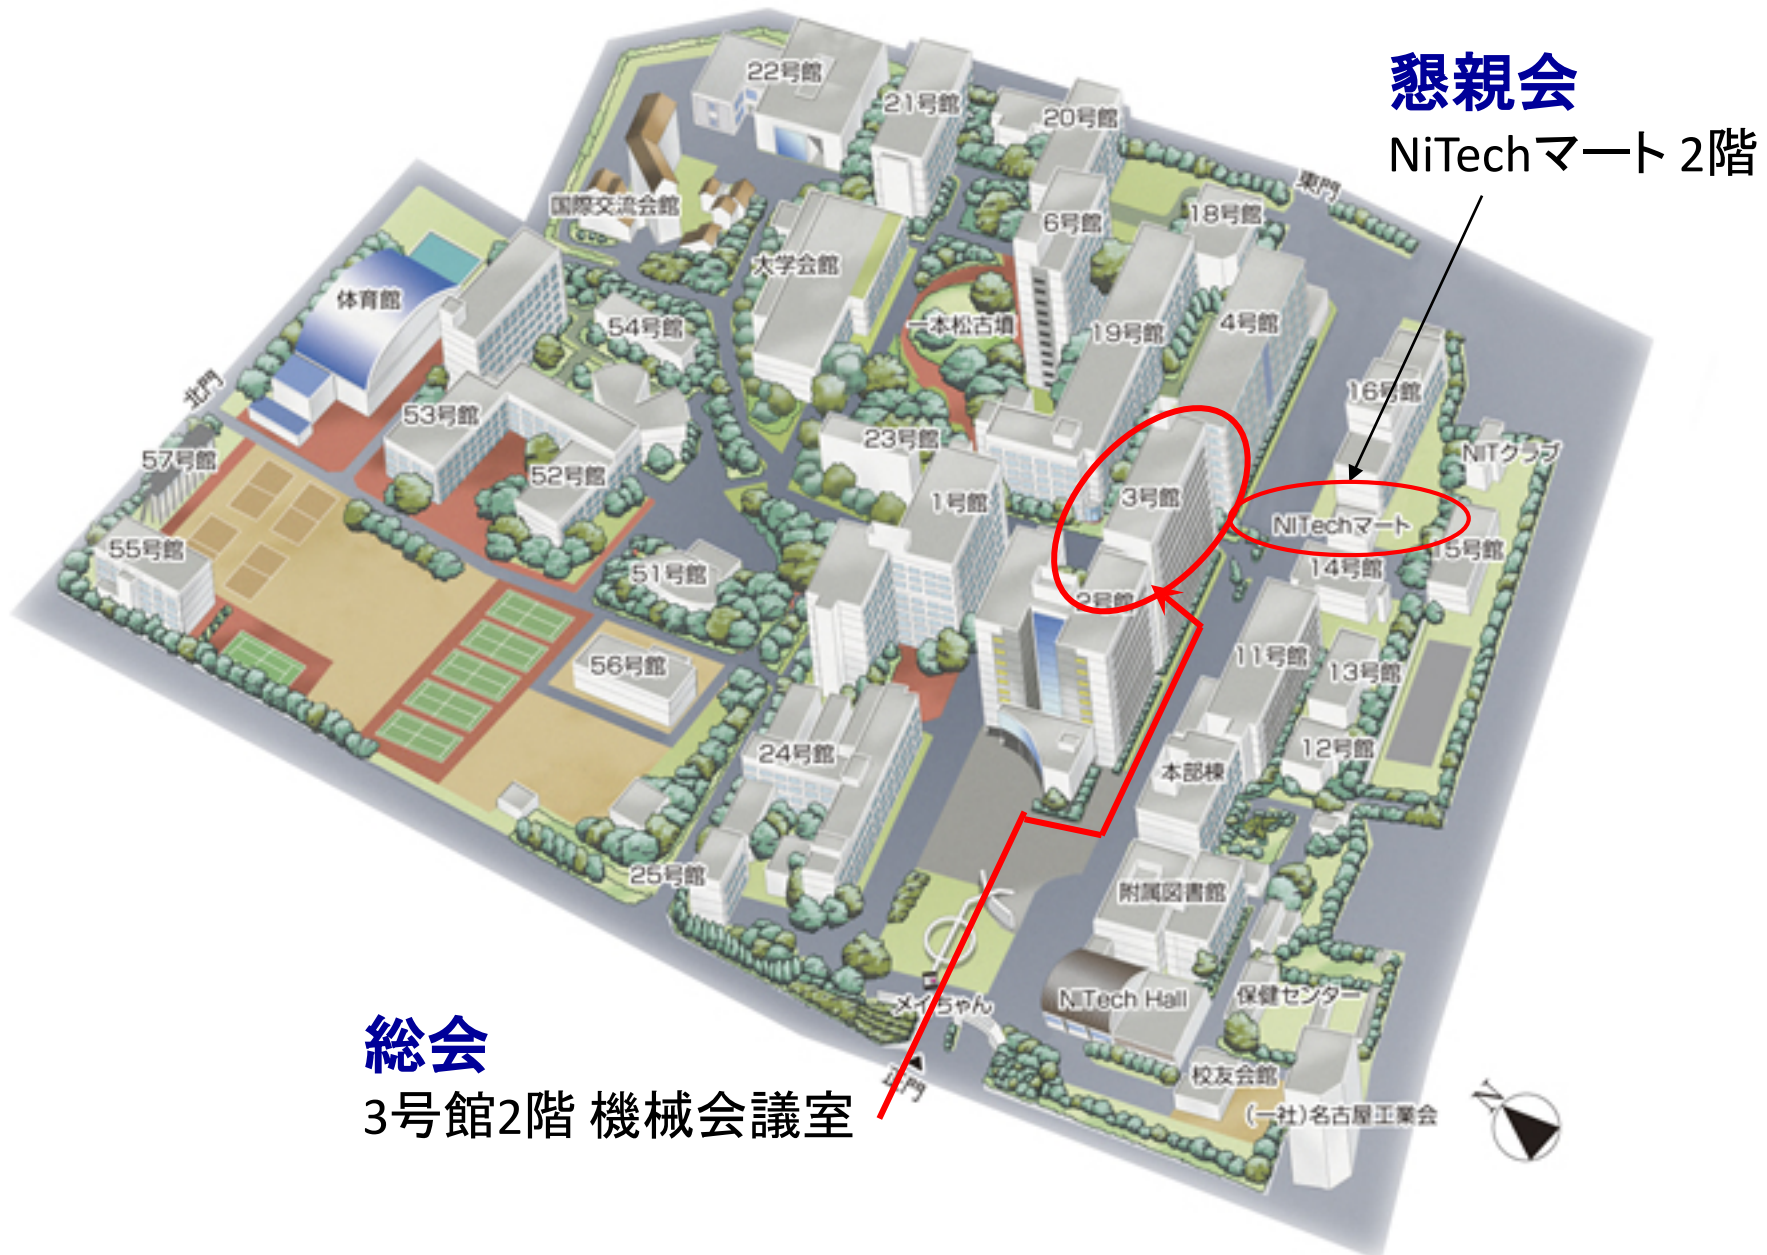 懇親会
NiTechマート 2階
22号館
21号館
20号館
東門
国際交流会館
6号館
18号館
大学会館
体育館
54号館
一本松古墳
19号館
4号館
北門
53号館
23号館
16号館
57号館
52号館
1号館
3号館
NITクラブ
NITechマート
55号館
51号館
2号館
14号館
15号館
56号館
11号館
13号館
24号館
本部棟
12号館
25号館
附属図書館
メイちゃん
NITech Hall
保健センター
総会
3号館2階 機械会議室
正門
校友会館
(一社)名古屋工業会
N